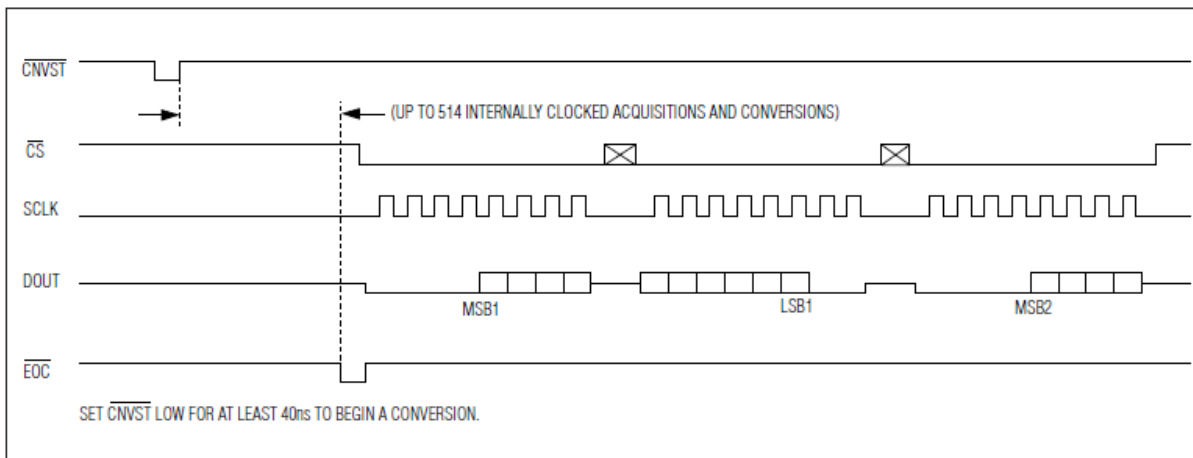 CNVST
(UP TO 514 INTERNALLY CLOCKED ACQUISITIONS AND CONVERSIONS)
CS
SCLK
DOUT
MSB1
LSB1
MSB2
EOC
SET CNVST LOW FOR AT LEAST 40ns TO BEGIN A CONVERSION.